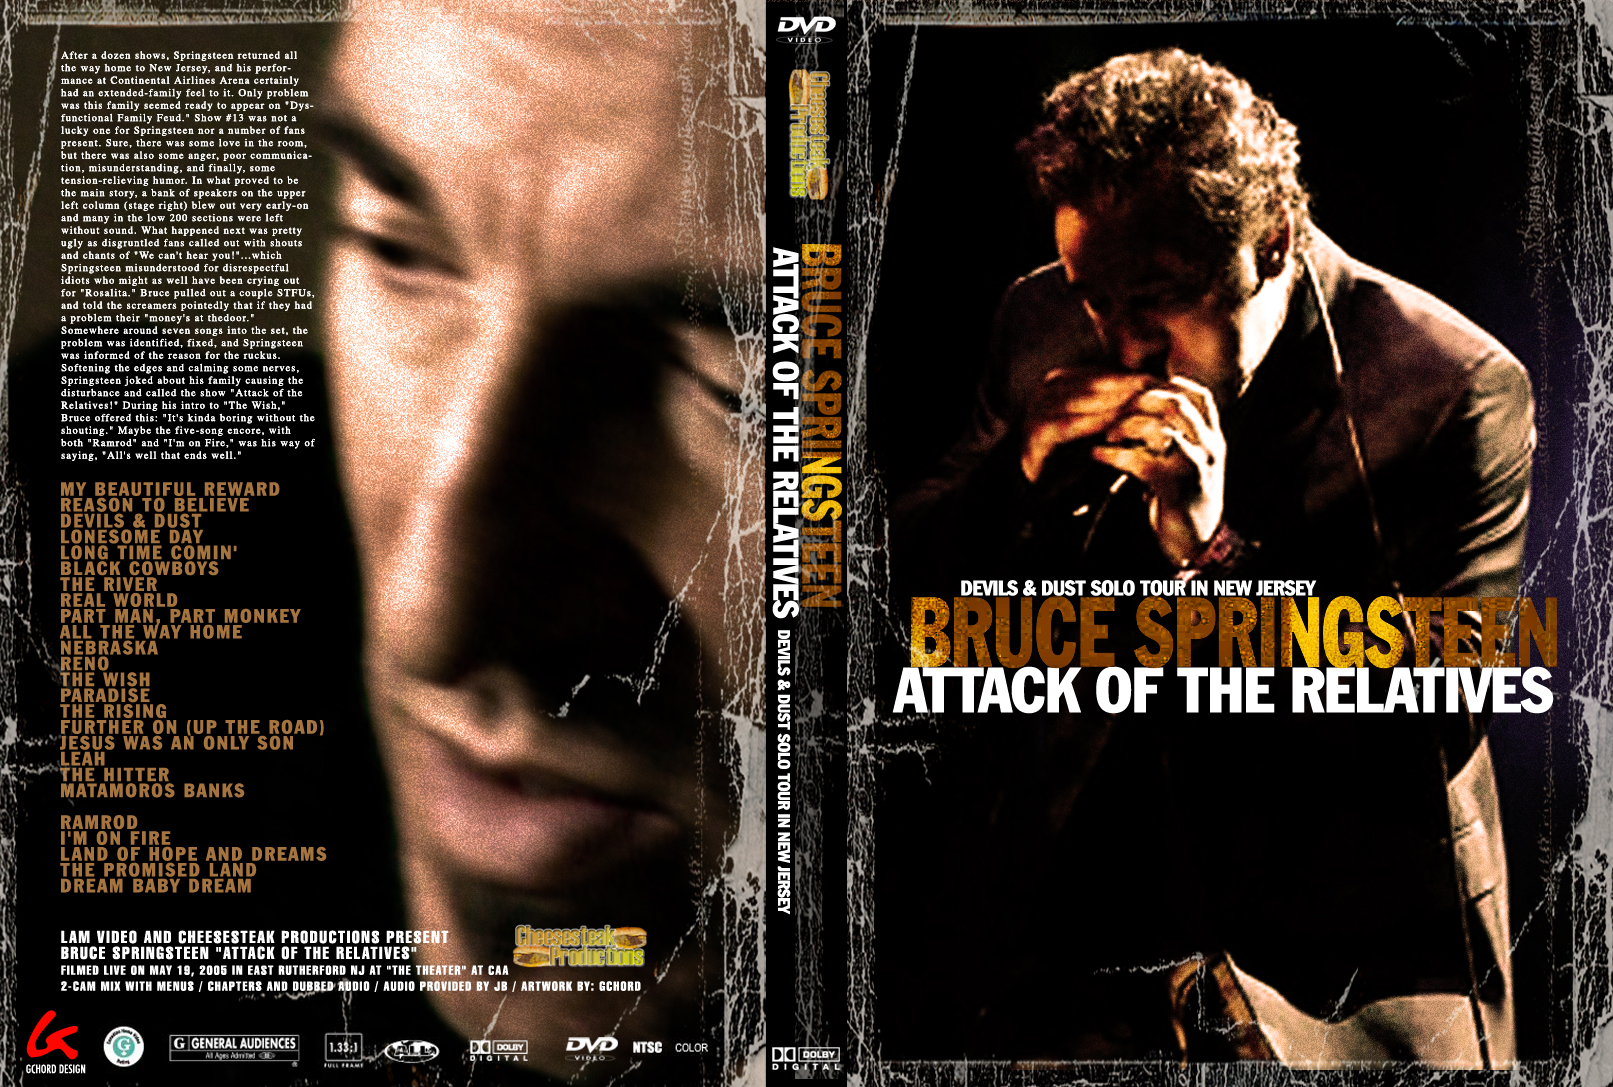 After a dozen shows, Springsteen returned all
the way home to New Jersey, and his perfor-
mance at Continental Airlines Arena certainly
had an extended-family feel to it. Only problem
was this family seemed ready to appear on "Dys-
functional Family Feud." Show #13 was not a
lucky one for Springsteen nor a number of fans
present. Sure, there was some love in the room,
but there was also some anger, poor communica-
tion, misunderstanding, and finally, some
tension-relieving humor. In what proved to be
the main story, a bank of speakers on the upper
left column (stage right) blew out very early-on
and many in the low 200 sections were left
without sound. What happened next was pretty
ugly as disgruntled fans called out with shouts
and chants of "We can't hear you!"...which
Springsteen misunderstood for disrespectful
idiots who might as well have been crying out
for "Rosalita." Bruce pulled out a couple STFUs,
and told the screamers pointedly that if they had
a problem their "money's at thedoor."
Somewhere around seven songs into the set, the
problem was identified, fixed, and Springsteen
was informed of the reason for the ruckus.
Softening the edges and calming some nerves,
Springsteen joked about his family causing the
disturbance and called the show "Attack of the
Relatives!" During his intro to "The Wish,"
Bruce offered this: "It's kinda boring without the
shouting." Maybe the five-song encore, with
both "Ramrod" and "I'm on Fire," was his way of
saying, "All's well that ends well."
MY BEAUTIFUL REWARD
REASON TO BELIEVE
DEVILS & DUST
LONESOME DAY
LONG TIME COMIN'
BLACK COWBOYS
THE RIVER
REAL WORLD
PART MAN, PART MONKEY
ALL THE WAY HOME
NEBRASKA
RENO
THE WISH
PARADISE
THE RISING
FURTHER ON (UP THE ROAD)
JESUS WAS AN ONLY SON
LEAH
THE HITTER
MATAMOROS BANKS
RAMROD
I'M ON FIRE
LAND OF HOPE AND DREAMS
THE PROMISED LAND
DREAM BABY DREAM
LAM VIDEO AND CHEESESTEAK PRODUCTIONS PRESENT
BRUCE SPRINGSTEEN "ATTACK OF THE RELATIVES"
FILMED LIVE ON MAY 19, 2005 IN EAST RUTHERFORD NJ AT "THE THEATER" AT CAA
2-CAM MIX WITH MENUS / CHAPTERS AND DUBBED AUDIO / AUDIO PROVIDED BY JB / ARTWORK BY: GCHORD
Cheesesteak
Productions
GCHORD DESIGN
G
G GENERAL AUDIENCES
All Ages Admitted
1.33:1
FULL FRAME
ALL
DOLBY
DIGITAL
DVD
VIDEO
NTSC
COLOR
DVD
VIDEO
Cheesesteak
Productions
BRUCE SPRINGSTEEN
ATTACK OF THE RELATIVES
DEVILS & DUST SOLO TOUR IN NEW JERSEY
DOLBY
DIGITAL
DEVILS & DUST SOLO TOUR IN NEW JERSEY
BRUCE SPRINGSTEEN
ATTACK OF THE RELATIVES